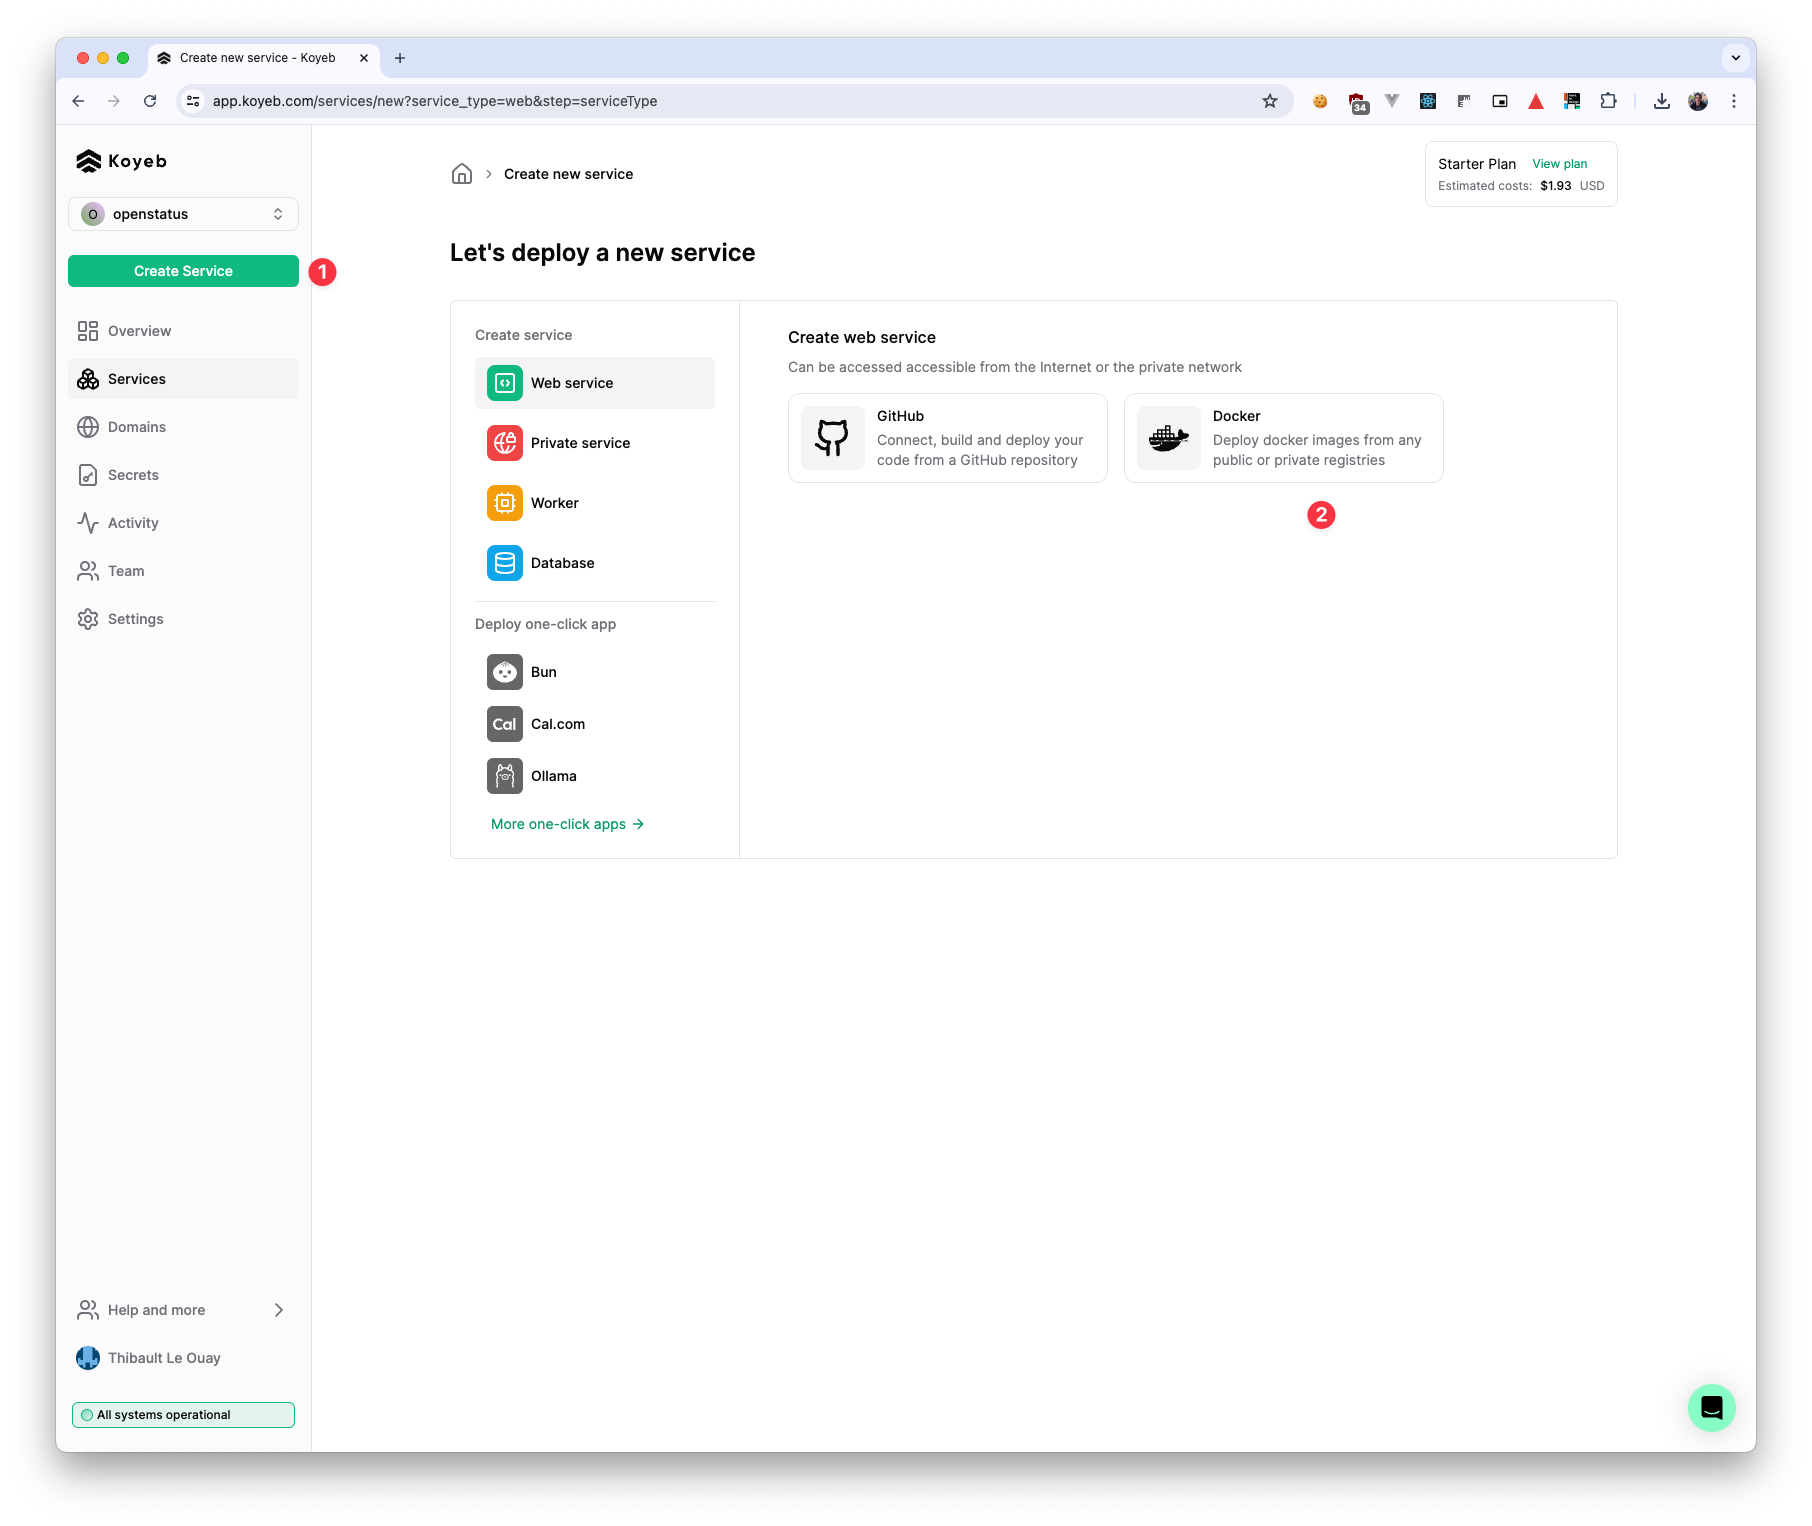 Create new service - Koyeb
app.koyeb.com/services/new?service_type=web&step=serviceType
34
Koyeb
O openstatus
Create Service
1
Overview
Services
Domains
Secrets
Activity
Team
Settings
Help and more
Thibault Le Ouay
All systems operational
Create new service
Starter Plan View plan
Estimated costs: $1.93 USD
Let's deploy a new service
Create service
Web service
Private service
Worker
Database
Deploy one-click app
Bun
Cal Cal.com
Ollama
More one-click apps →
Create web service
Can be accessed accessible from the Internet or the private network
GitHub
Connect, build and deploy your
code from a GitHub repository
Docker
Deploy docker images from any
public or private registries
2